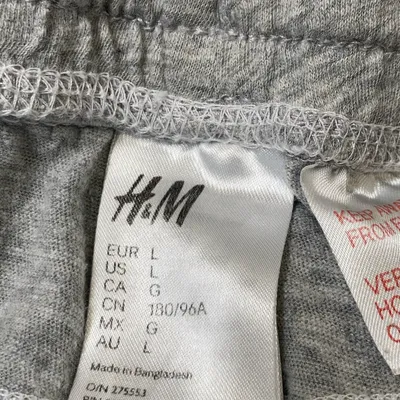 H&M
EUR L
US L
CA G
CN 180/96A
MX G
AU L
Made in Bangladesh
O/N 275553
KEEP
FROM
VER
HO